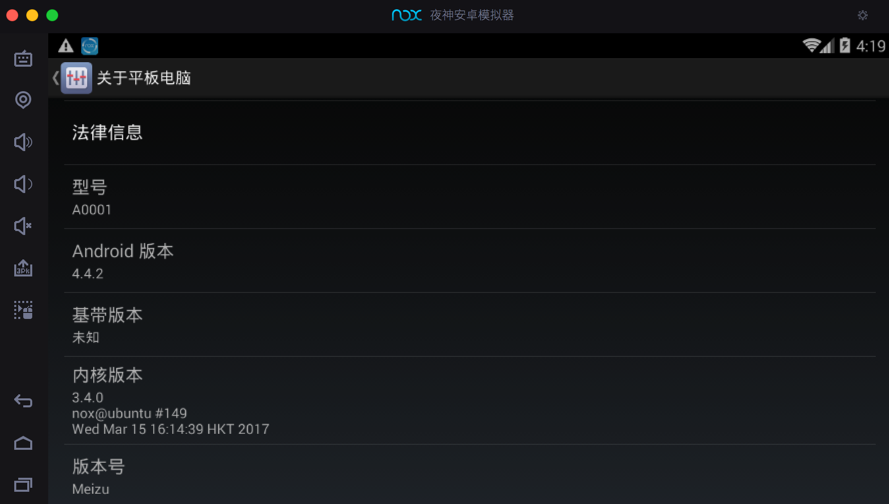 nox 夜神安卓模拟器
4:19
关于平板电脑
法律信息
型号
A0001
Android 版本
4.4.2
基带版本
未知
内核版本
3.4.0
nox@ubuntu #149
Wed Mar 15 16:14:39 HKT 2017
版本号
Meizu